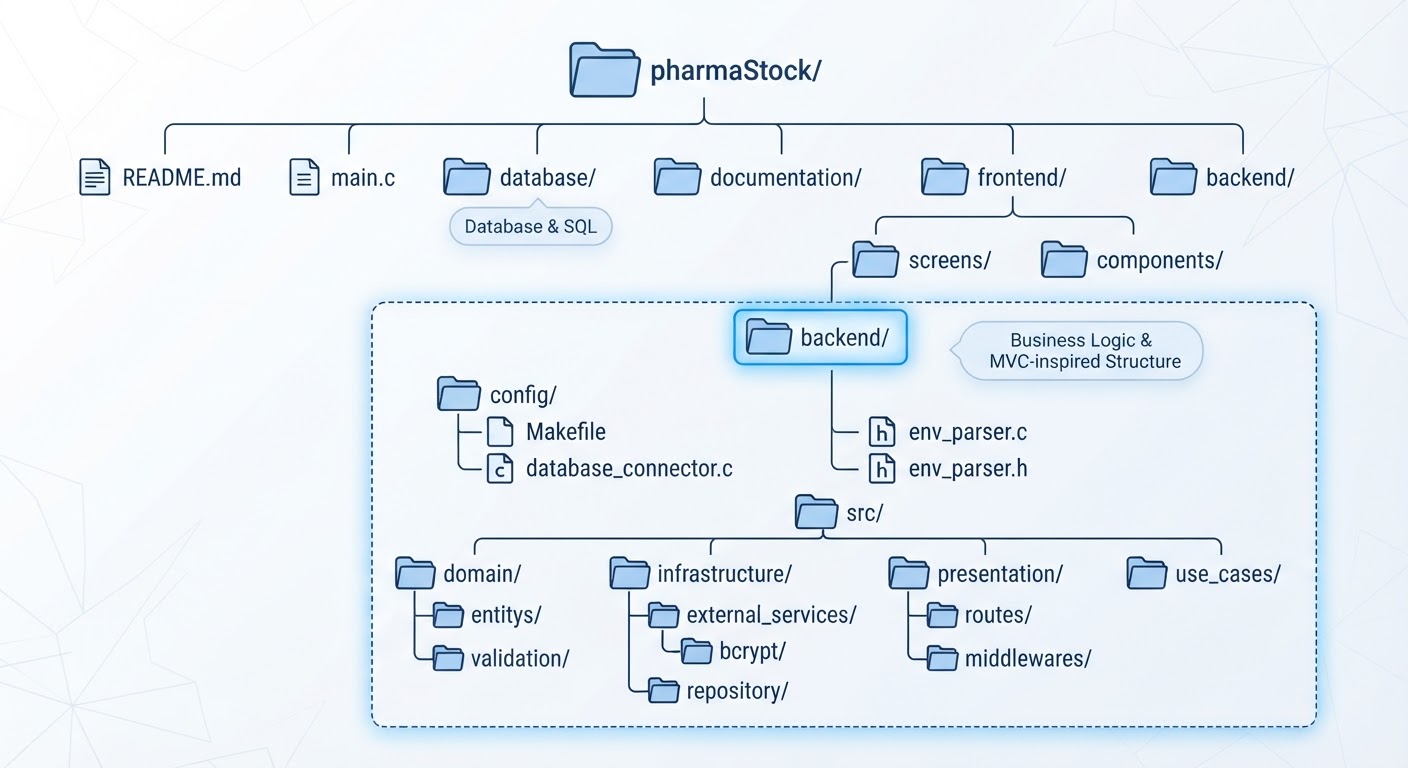 pharmaStock/
README.md
main.c
database/
documentation/
frontend/
backend/
Database & SQL
screens/
components/
backend/
Business Logic &
MVC-inspired Structure
config/
Makefile
c
database_connector.c
h
env_parser.c
h
env_parser.h
src/
domain/
infrastructure/
presentation/
use_cases/
entitys/
external_services/
routes/
bcrypt/
validation/
middlewares/
repository/